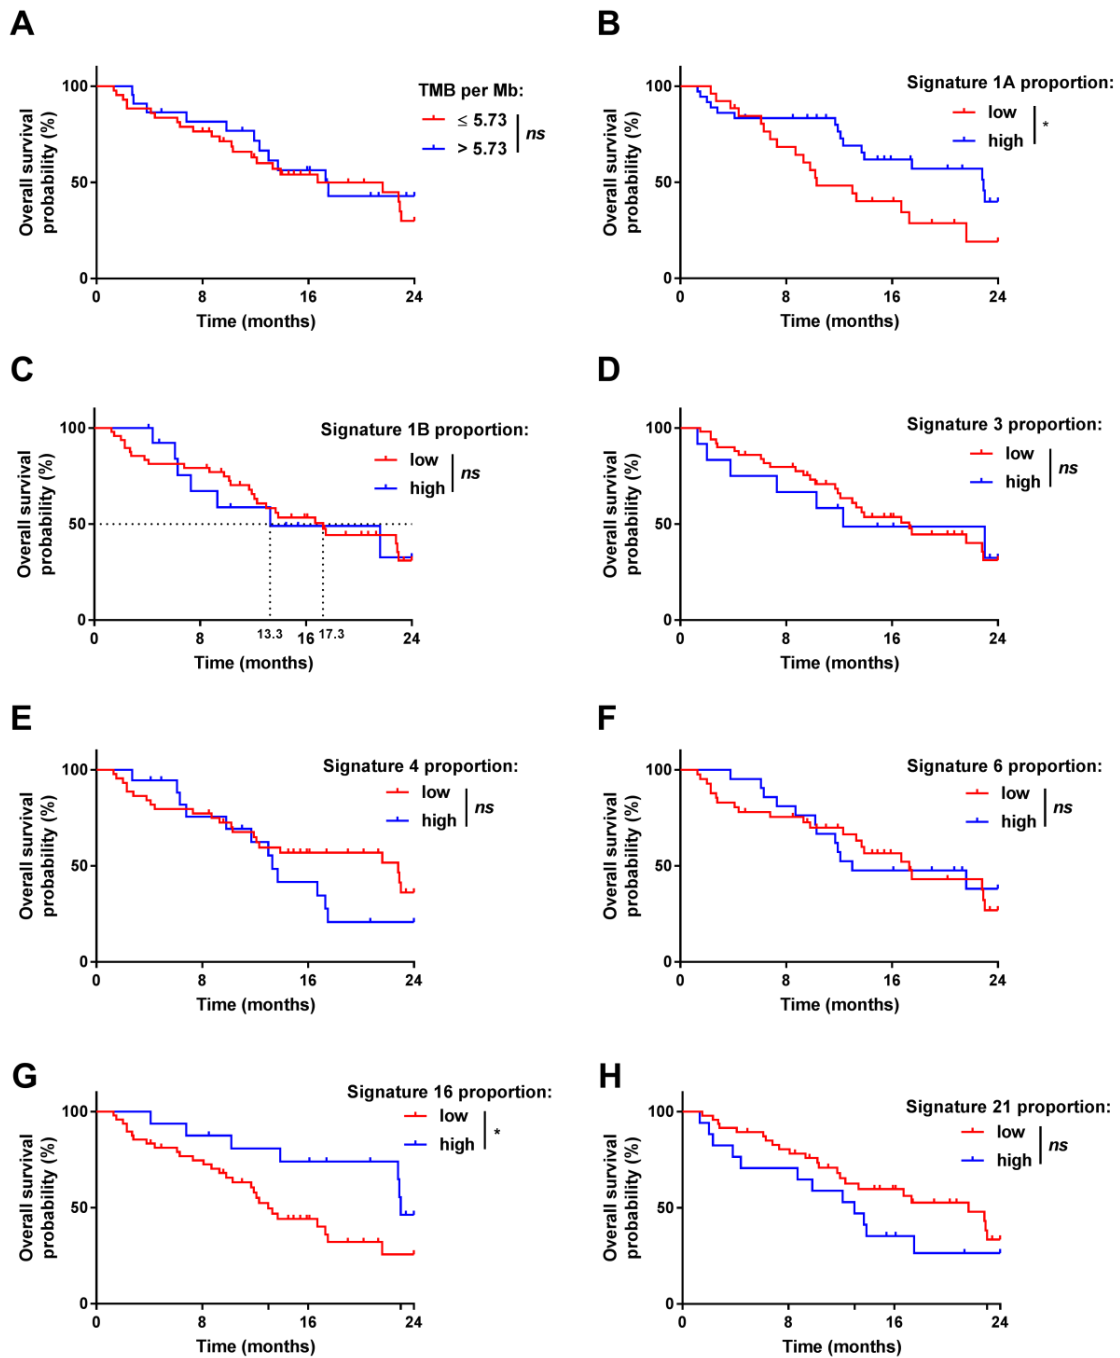 A
Overall survival
probability (%)
100
50
0
0
8
16
24
Time (months)
TMB per Mb:
≤ 5.73
> 5.73
ns
B
Overall survival
probability (%)
100
50
0
0
8
16
24
Time (months)
Signature 1A proportion:
low
high
*
C
Overall survival
probability (%)
100
50
0
0
8
13.3
16
17.3
24
Time (months)
Signature 1B proportion:
low
high
ns
D
Overall survival
probability (%)
100
50
0
0
8
16
24
Time (months)
Signature 3 proportion:
low
high
ns
E
Overall survival
probability (%)
100
50
0
0
8
16
24
Time (months)
Signature 4 proportion:
low
high
ns
F
Overall survival
probability (%)
100
50
0
0
8
16
24
Time (months)
Signature 6 proportion:
low
high
ns
G
Overall survival
probability (%)
100
50
0
0
8
16
24
Time (months)
Signature 16 proportion:
low
high
*
H
Overall survival
probability (%)
100
50
0
0
8
16
24
Time (months)
Signature 21 proportion:
low
high
ns